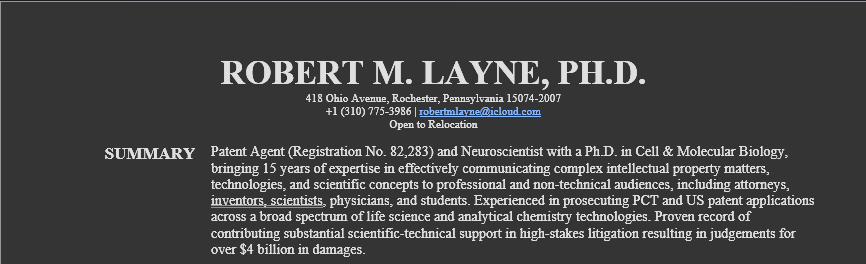 ROBERT M. LAYNE, PH.D.
418 Ohio Avenue, Rochester, Pennsylvania 15074-2007
+1 (310) 775-3986 | robertmlayne@icloud.com
Open to Relocation
SUMMARY Patent Agent (Registration No. 82,283) and Neuroscientist with a Ph.D. in Cell & Molecular Biology,
bringing 15 years of expertise in effectively communicating complex intellectual property matters,
technologies, and scientific concepts to professional and non-technical audiences, including attorneys,
inventors, scientists, physicians, and students. Experienced in prosecuting PCT and US patent applications
across a broad spectrum of life science and analytical chemistry technologies. Proven record of
contributing substantial scientific-technical support in high-stakes litigation resulting in judgements for
over $4 billion in damages.